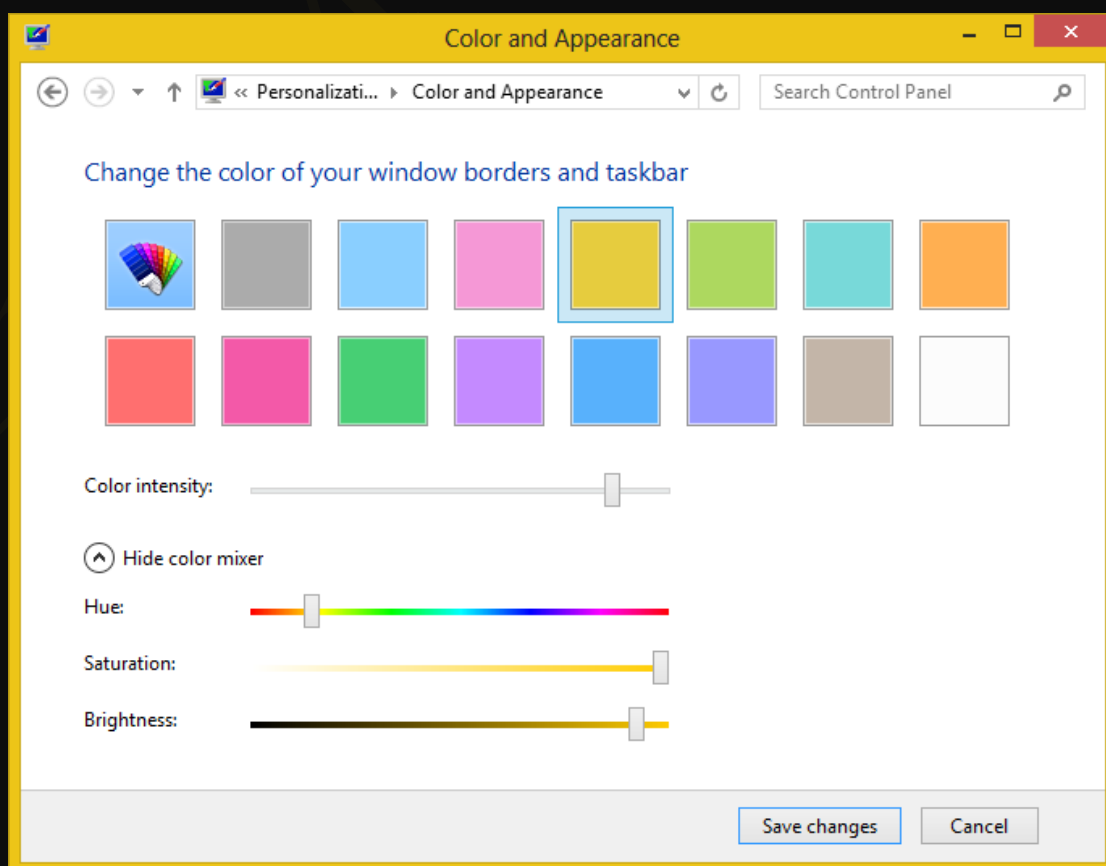 Color and Appearance
« Personalizati... Color and Appearance
Search Control Panel
Change the color of your window borders and taskbar
Color intensity:
Hide color mixer
Hue:
Saturation:
Brightness:
Save changes
Cancel